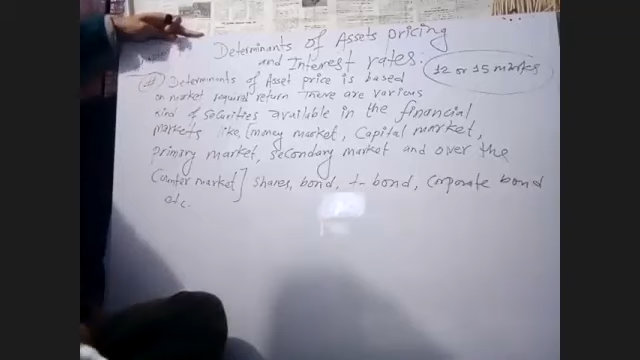 Determinants of Assets pricing
and Interest rates.
12 or 15 marks
# Determinants of Asset price is based
on market required return There are various
kind of securities available in the financial
markets like, [money market, Capital market,
primary market, secondary market and over the
Counter market] shares, bond, t-bond, corporate bond
etc.